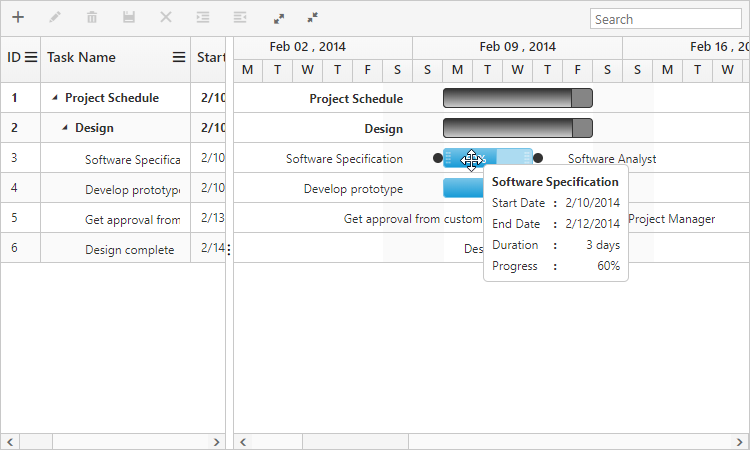 Search
ID
Task Name
Start
Feb 02 , 2014
Feb 09 , 2014
Feb 16 , 20
M T W T F S S M T W T F S S M T W
1 Project Schedule 2/10 Project Schedule
2 Design 2/10 Design
3 Software Specifica 2/10 Software Specification Software Analyst
4 Develop prototype 2/10 Develop prototype
5 Get approval from 2/13 Get approval from custom Project Manager
6 Design complete 2/14 Des
Software Specification
Start Date : 2/10/2014
End Date : 2/12/2014
Duration : 3 days
Progress : 60%